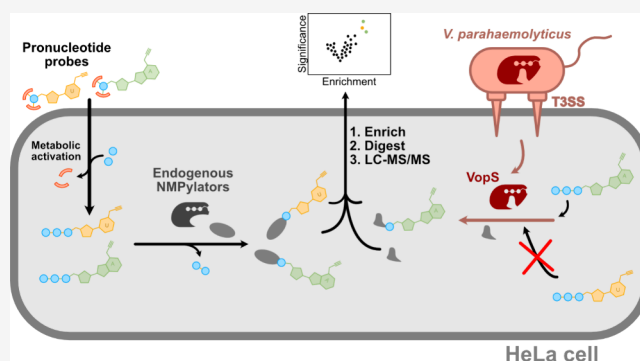 Pronucleotide
probes
U
A
Metabolic
activation
U
A
Endogenous
NMPylators
U
A
Significance
Enrichment
1. Enrich
2. Digest
3. LC-MS/MS
V. parahaemolyticus
T3SS
VopS
A
A
U
HeLa cell